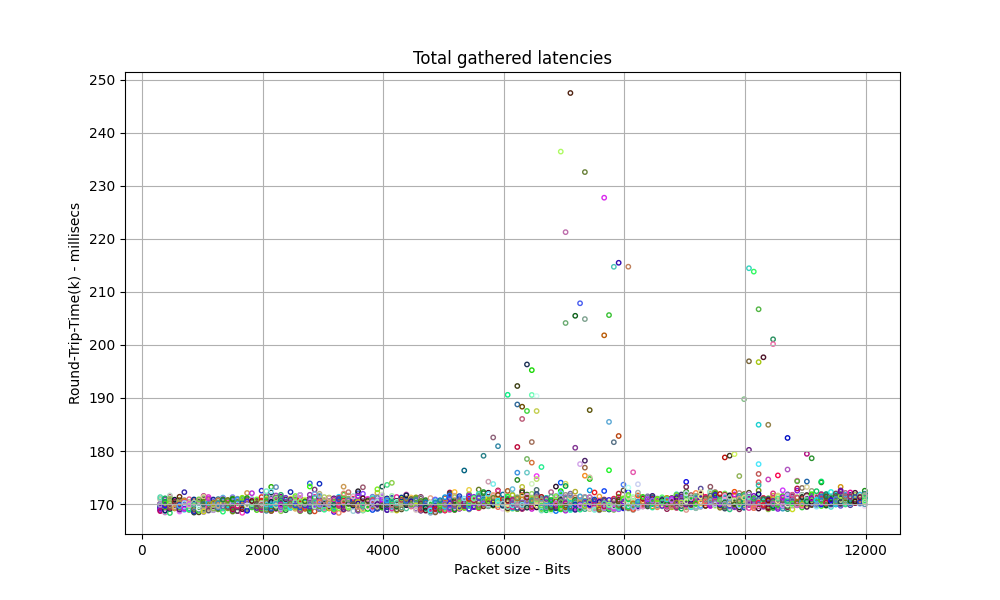 Total gathered latencies
Round-Trip-Time(k) - millisecs
250
240
230
220
210
200
190
180
170
0 2000 4000 6000 8000 10000 12000
Packet size - Bits